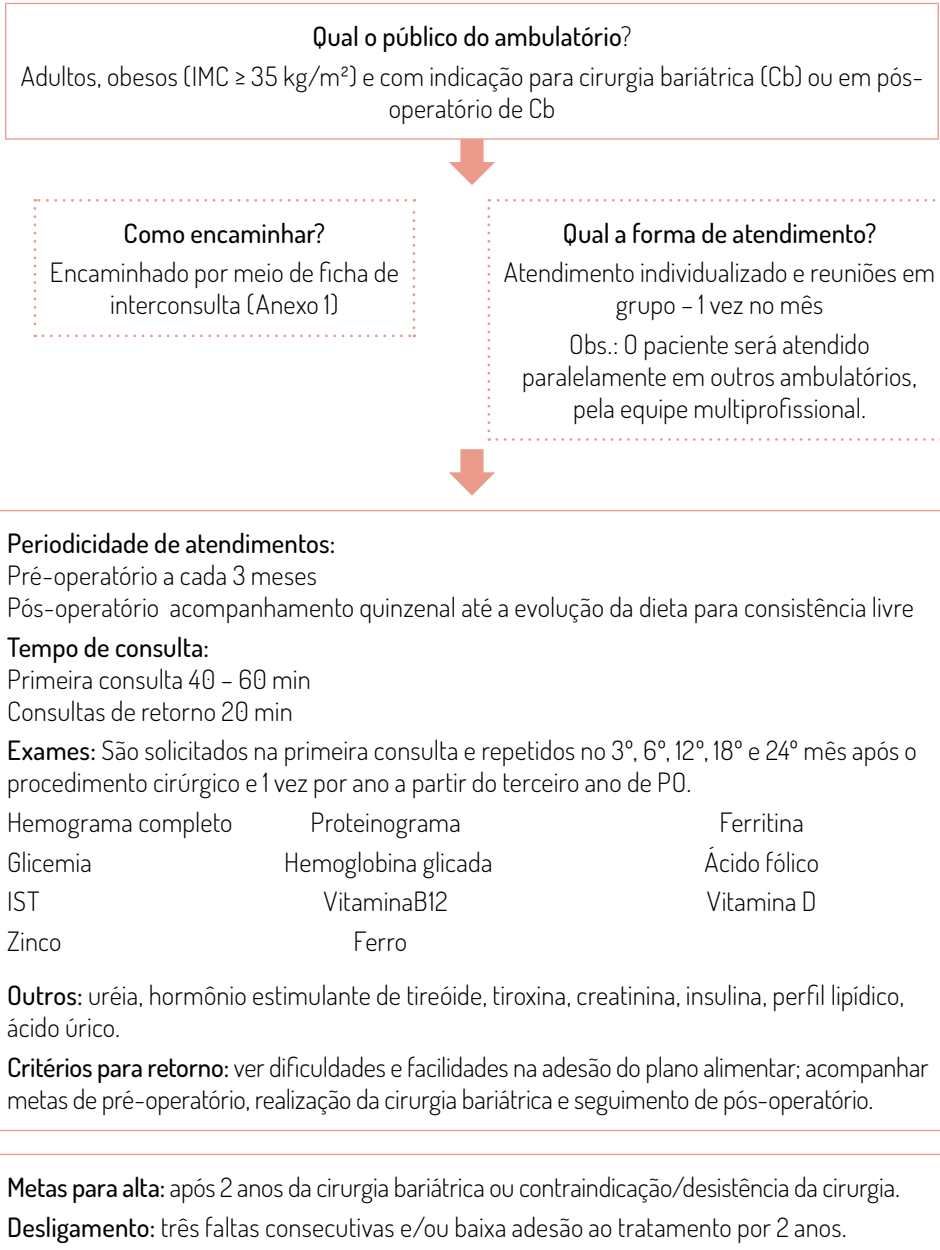 Qual o público do ambulatório?
Adultos, obesos (IMC ≥ 35 kg/m²) e com indicação para cirurgia bariátrica (Cb) ou em pós-
operatório de Cb
Como encaminhar?
Encaminhado por meio de ficha de
interconsulta (Anexo 1)
Qual a forma de atendimento?
Atendimento individualizado e reuniões em
grupo – 1 vez no mês
Obs.: O paciente será atendido
paralelamente em outros ambulatórios,
pela equipe multiprofissional.
Periodicidade de atendimentos:
Pré-operatório a cada 3 meses
Pós-operatório acompanhamento quinzenal até a evolução da dieta para consistência livre
Tempo de consulta:
Primeira consulta 40 – 60 min
Consultas de retorno 20 min
Exames: São solicitados na primeira consulta e repetidos no 3º, 6º, 12º, 18º e 24º mês após o
procedimento cirúrgico e 1 vez por ano a partir do terceiro ano de PO.
Hemograma completo Proteinograma Ferritina
Glicemia Hemoglobina glicada Ácido fólico
IST VitaminaB12 Vitamina D
Zinco Ferro
Outros: uréia, hormônio estimulante de tireóide, tiroxina, creatinina, insulina, perfil lipídico,
ácido úrico.
Critérios para retorno: ver dificuldades e facilidades na adesão do plano alimentar; acompanhar
metas de pré-operatório, realização da cirurgia bariátrica e seguimento de pós-operatório.
Metas para alta: após 2 anos da cirurgia bariátrica ou contraindicação/desistência da cirurgia.
Desligamento: três faltas consecutivas e/ou baixa adesão ao tratamento por 2 anos.